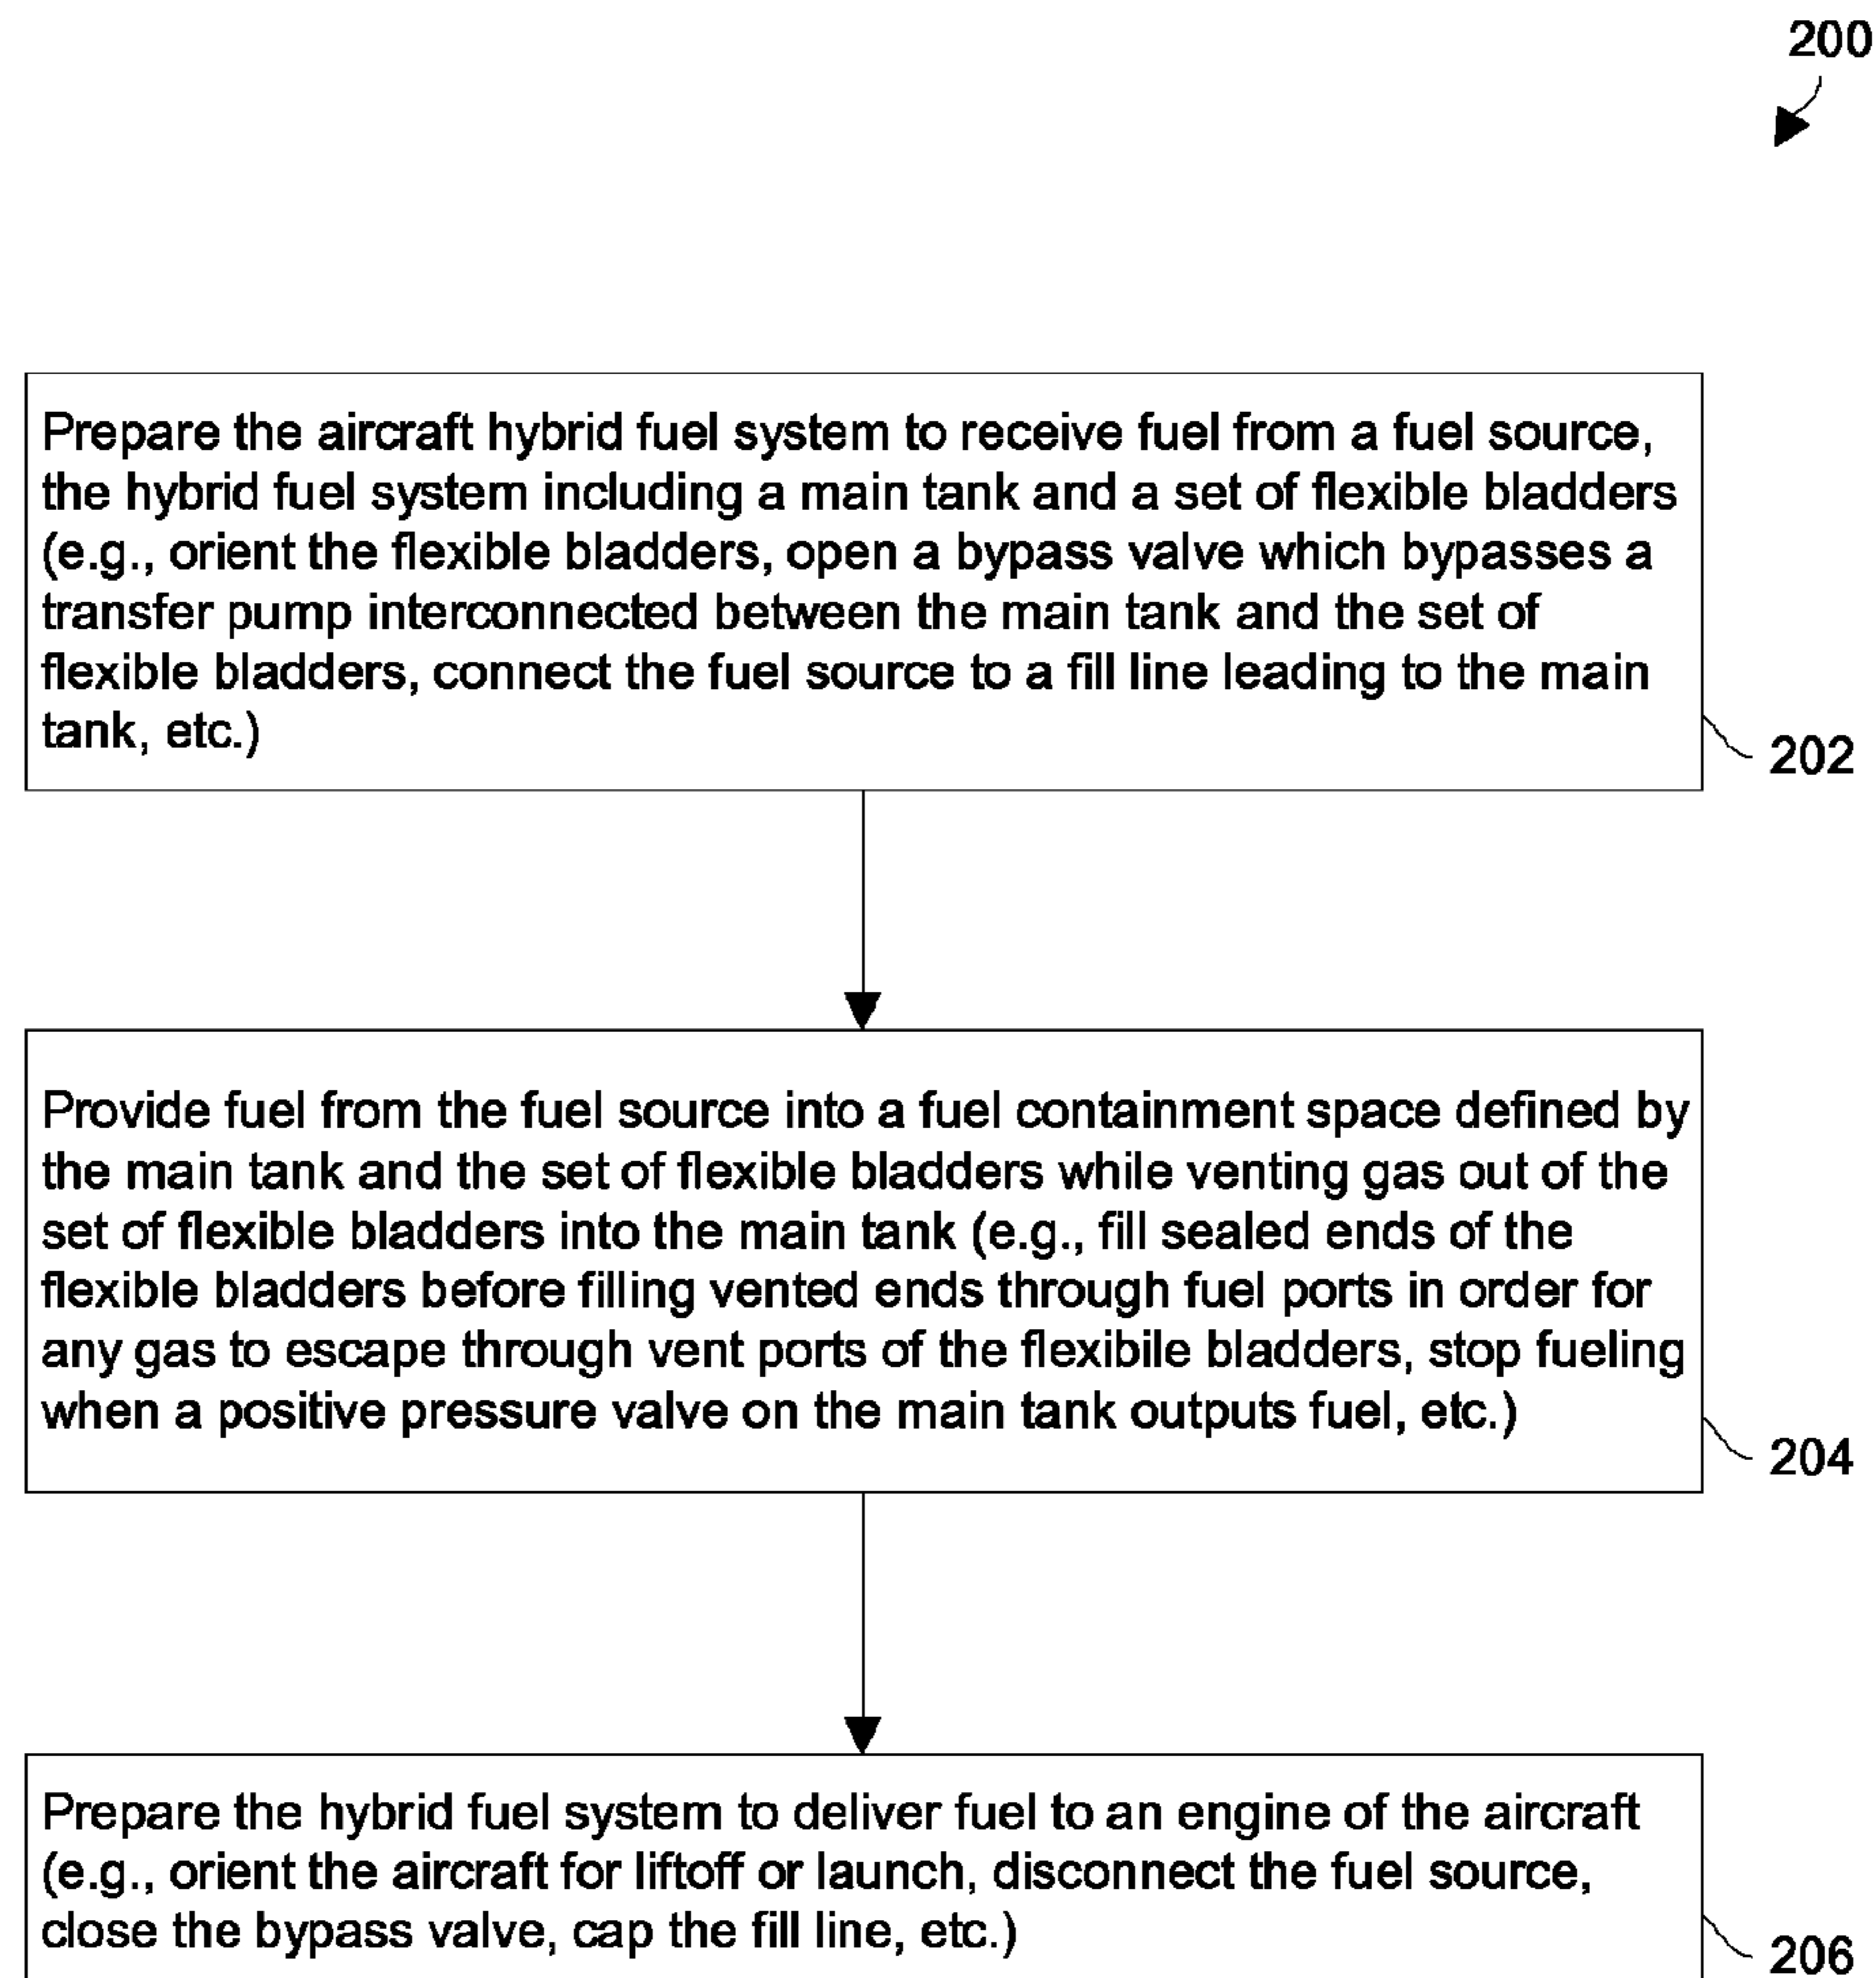 200
Prepare the aircraft hybrid fuel system to receive fuel from a fuel source,
the hybrid fuel system including a main tank and a set of flexible bladders
(e.g., orient the flexible bladders, open a bypass valve which bypasses a
transfer pump interconnected between the main tank and the set of
flexible bladders, connect the fuel source to a fill line leading to the main
tank, etc.)
202
Provide fuel from the fuel source into a fuel containment space defined by
the main tank and the set of flexible bladders while venting gas out of the
set of flexible bladders into the main tank (e.g., fill sealed ends of the
flexible bladders before filling vented ends through fuel ports in order for
any gas to escape through vent ports of the flexibile bladders, stop fueling
when a positive pressure valve on the main tank outputs fuel, etc.)
204
Prepare the hybrid fuel system to deliver fuel to an engine of the aircraft
(e.g., orient the aircraft for liftoff or launch, disconnect the fuel source,
close the bypass valve, cap the fill line, etc.)
206